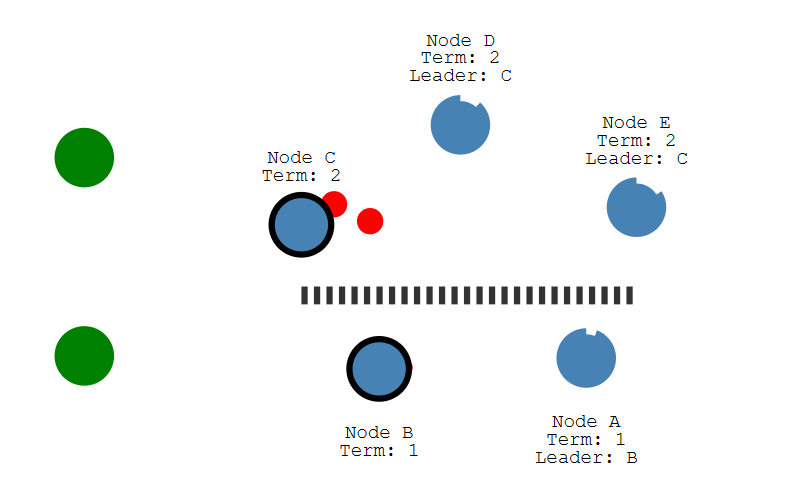 Node D
Term: 2
Leader: C
Node E
Term: 2
Leader: C
Node C
Term: 2
Node B
Term: 1
Node A
Term: 1
Leader: B